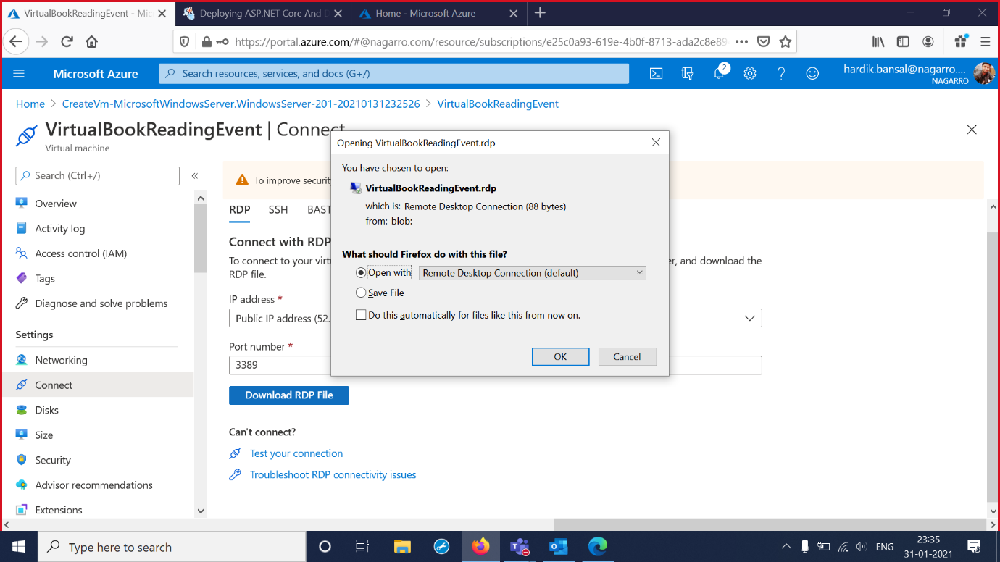 VirtualBookReadingEvent - Mic
Deploying ASP.NET Core And D
Home - Microsoft Azure
https://portal.azure.com/#@nagarro.com/resource/subscriptions/e25c0a93-619e-4b0f-8713-ada2c8e89
Microsoft Azure
Search resources, services, and docs (G+/)
2
hardik.bansal@nagarro....
NAGARRO
Home > CreateVm-MicrosoftWindowsServer.WindowsServer-201-20210131232526 > VirtualBookReadingEvent
VirtualBookReadingEvent | Connect
Virtual machine
Search (Ctrl+/)
«
Overview
Activity log
Access control (IAM)
Tags
Diagnose and solve problems
Settings
Networking
Connect
Disks
Size
Security
Advisor recommendations
Extensions
To improve securit
RDP SSH BAST
Connect with RDP
To connect to your virtu
er, and download the
RDP file.
IP address *
Public IP address (52.
Port number *
3389
Download RDP File
Can't connect?
Test your connection
Troubleshoot RDP connectivity issues
Opening VirtualBookReadingEvent.rdp
You have chosen to open:
VirtualBookReadingEvent.rdp
which is: Remote Desktop Connection (88 bytes)
from: blob:
What should Firefox do with this file?
Open with Remote Desktop Connection (default)
Save File
Do this automatically for files like this from now on.
OK Cancel
Type here to search
ENG
23:35
31-01-2021